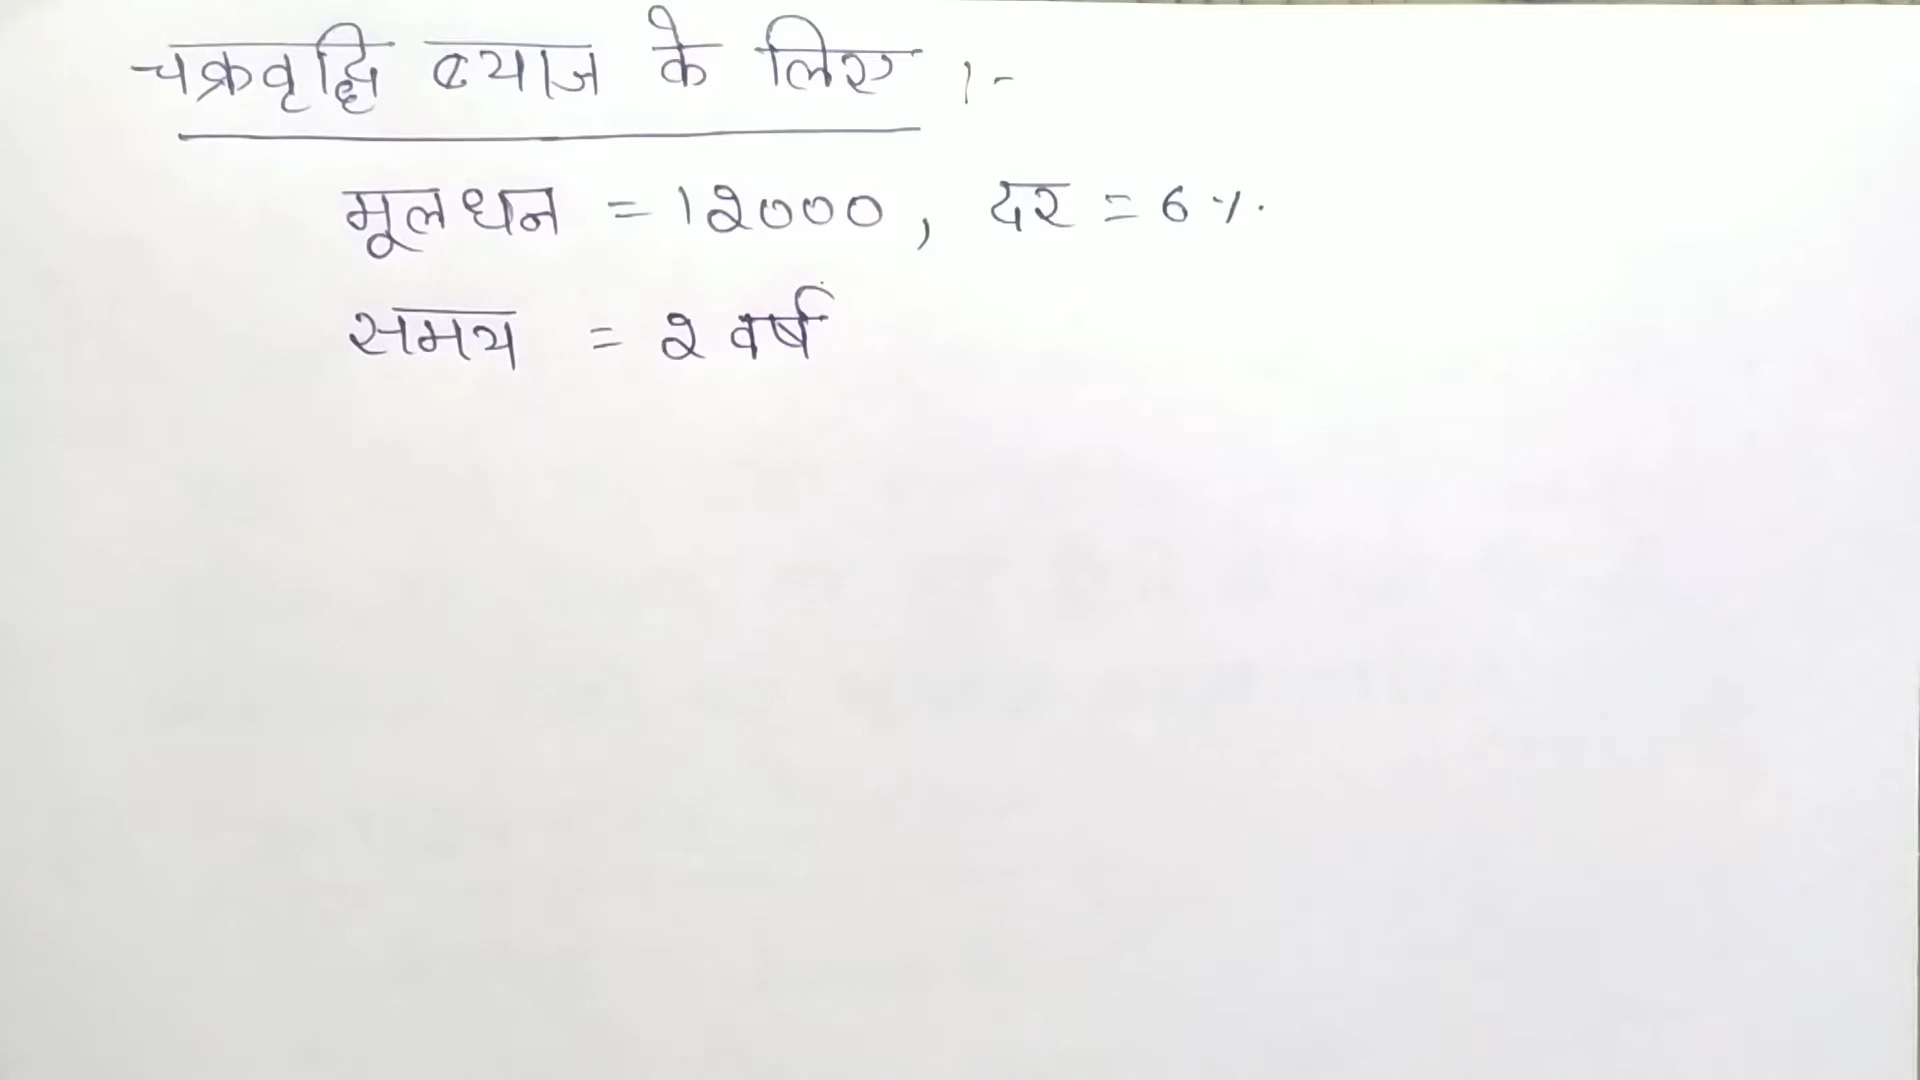 चक्रवृद्धि ब्याज के लिए :-
मूलधन = 12000, दर = 6%.
समय = 2 वर्ष